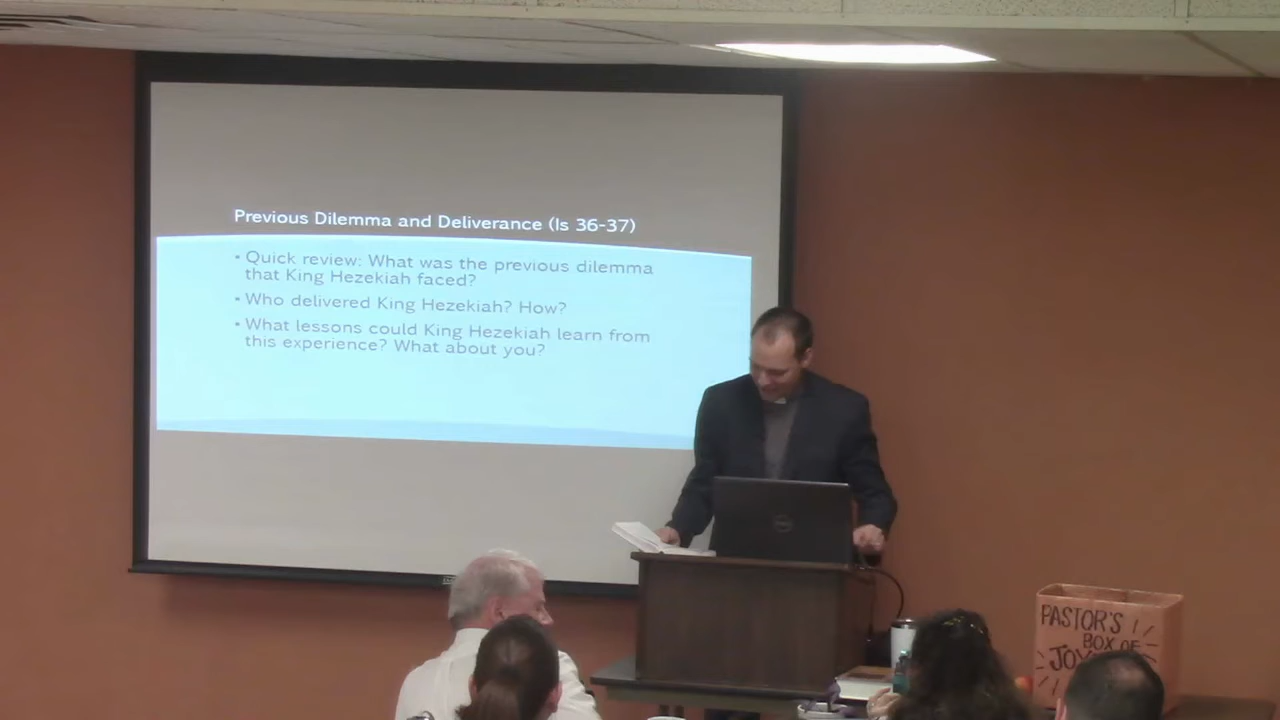 Previous Dilemma and Deliverance (Is 36-37)
• Quick review: What was the previous dilemma
that King Hezekiah faced?
• Who delivered King Hezekiah? How?
• What lessons could King Hezekiah learn from
this experience? What about you?
DELL
PASTOR'S
BOX OF